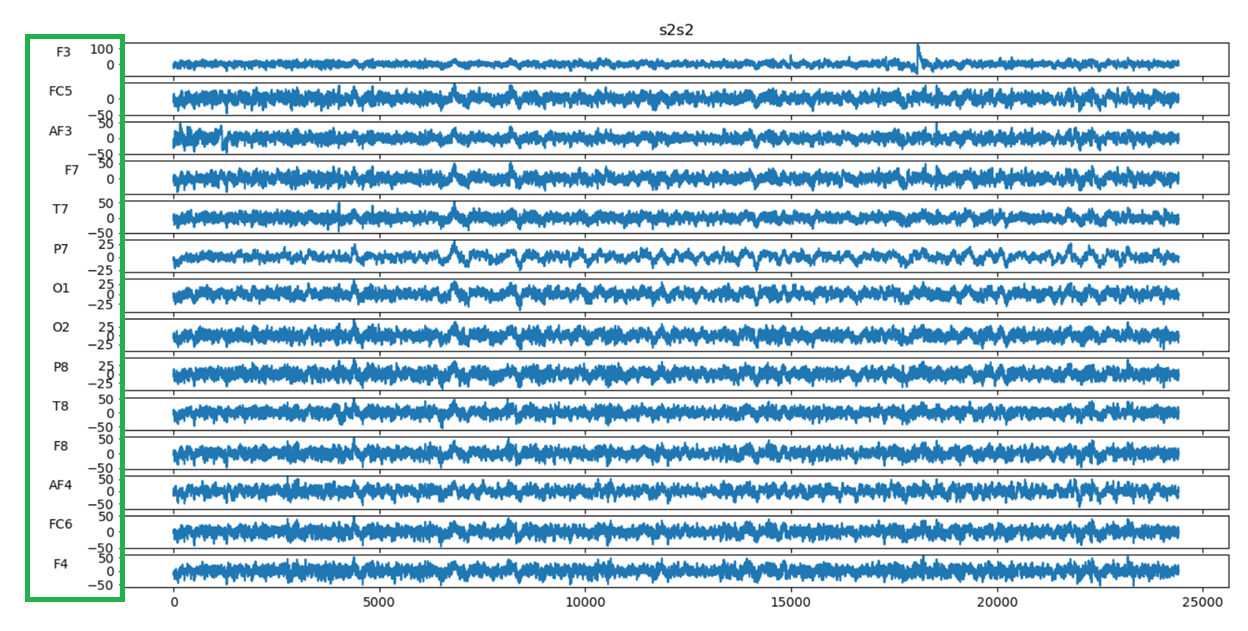 s2s2
F3 100 0
FC5 0 −50
AF3 50 0 −50
F7 50 0
T7 50 0 −50
P7 25 0 −25
O1 25 0 −25
O2 25 0 −25
P8 25 0 −25
T8 50 0 −50
F8 50 0 −50
AF4 50 0 −50
FC6 50 0 −50
F4 50 0 −50
0 5000 10000 15000 20000 25000